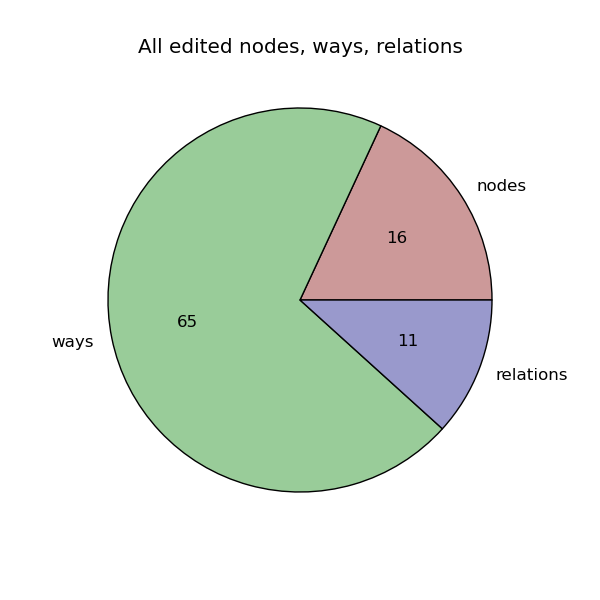 All edited nodes, ways, relations
nodes
16
65
ways
11
relations